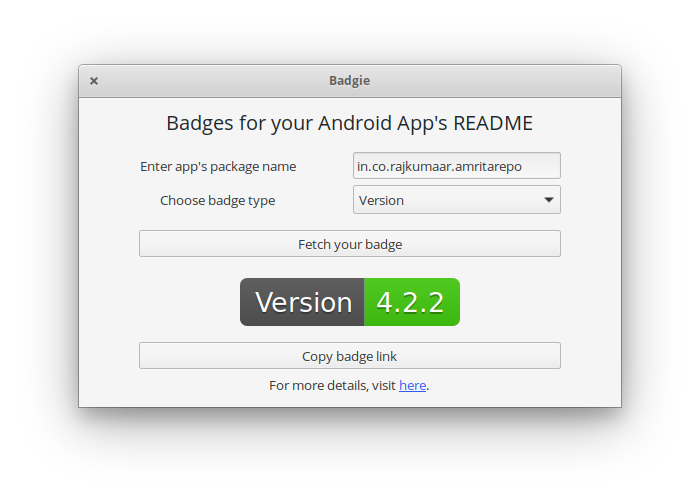 Badgie
Badges for your Android App's README
Enter app's package name in.co.rajkumaar.amritarepo
Choose badge type Version
Fetch your badge
Version 4.2.2
Copy badge link
For more details, visit here.